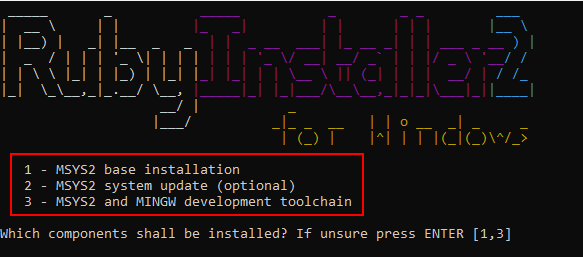 RubyInstaller2
for Windows
1 - MSYS2 base installation
2 - MSYS2 system update (optional)
3 - MSYS2 and MINGW development toolchain
Which components shall be installed? If unsure press ENTER [1,3]